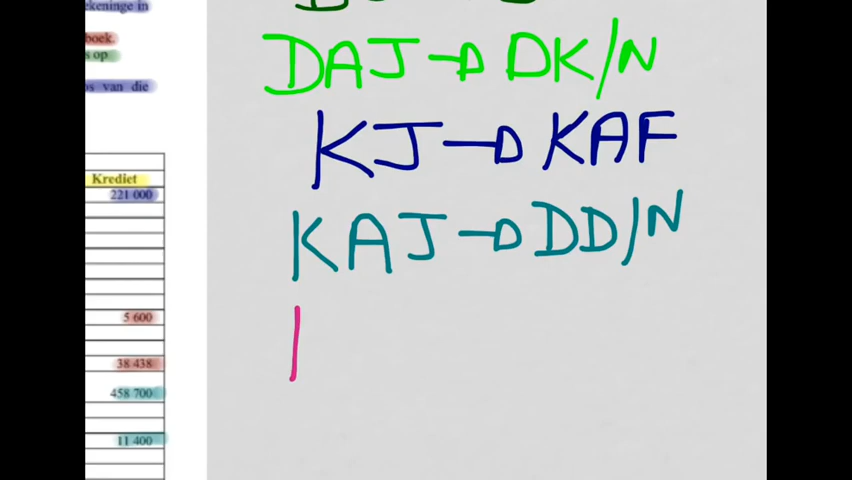 ekeninge in
boek.
s op
os van die
Krediet
221 000
5 600
38 438
458 700
11 400
DAJ → DK/N
KJ → KAF
KAJ → DD/N